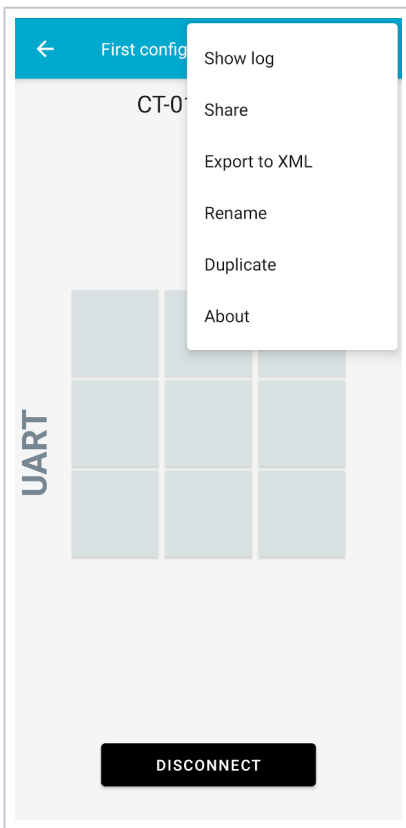 First config
CT-01
Show log
Share
Export to XML
Rename
Duplicate
About
UART
DISCONNECT